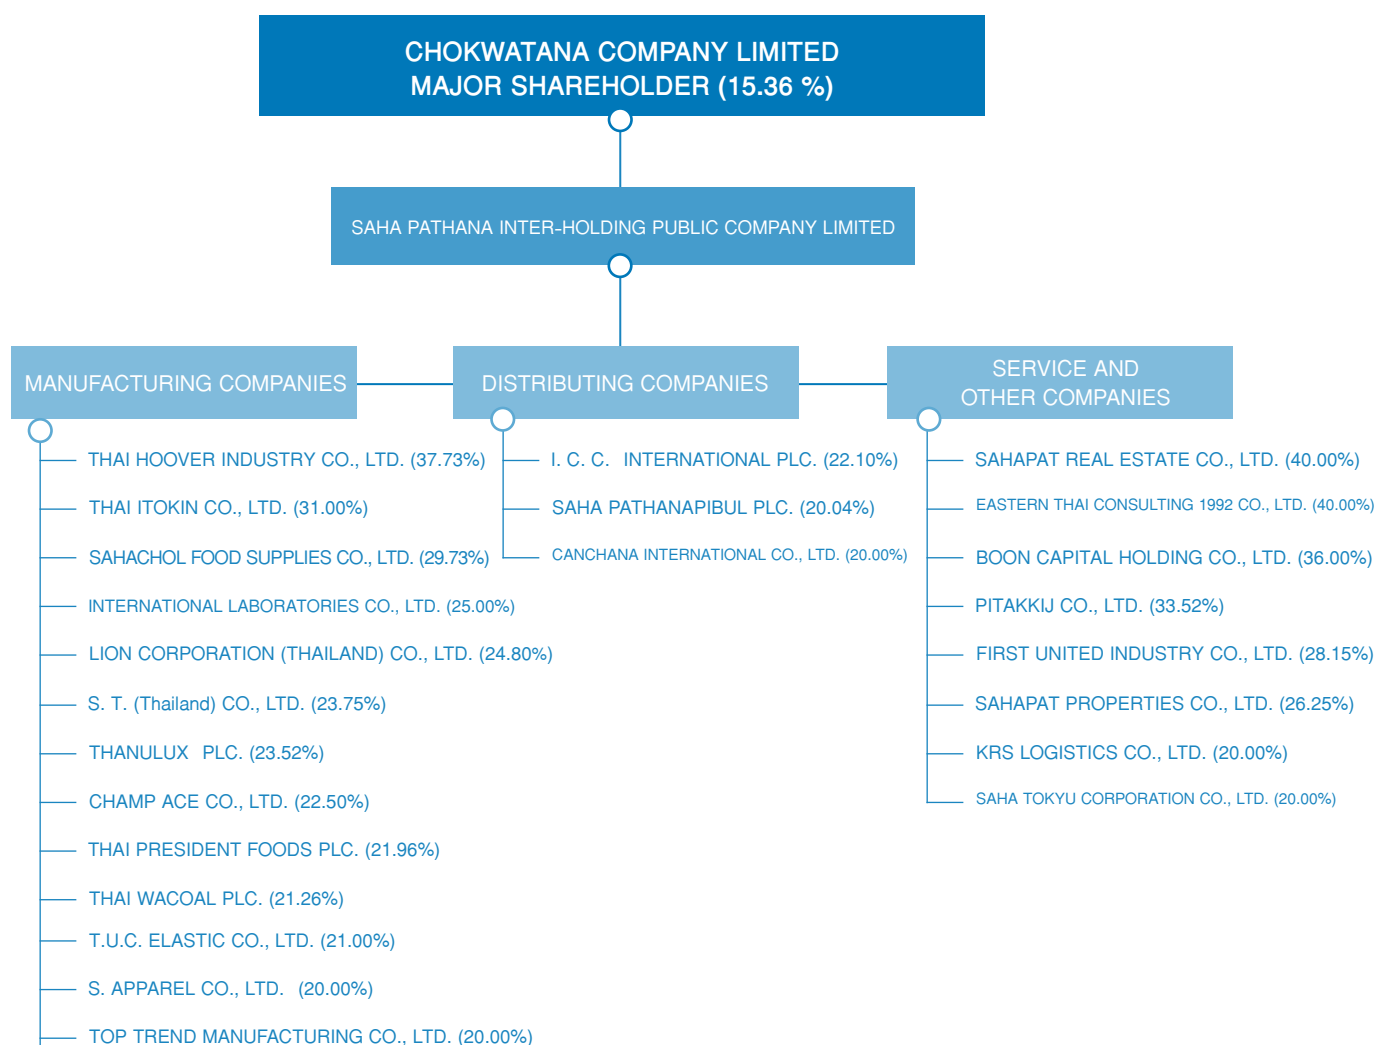 CHOKWATANA COMPANY LIMITED
MAJOR SHAREHOLDER (15.36 %)
SAHA PATHANA INTER-HOLDING PUBLIC COMPANY LIMITED
MANUFACTURING COMPANIES
THAI HOOVER INDUSTRY CO., LTD. (37.73%)
THAI ITOKIN CO., LTD. (31.00%)
SAHACHOL FOOD SUPPLIES CO., LTD. (29.73%)
INTERNATIONAL LABORATORIES CO., LTD. (25.00%)
LION CORPORATION (THAILAND) CO., LTD. (24.80%)
S. T. (Thailand) CO., LTD. (23.75%)
THANULUX PLC. (23.52%)
CHAMP ACE CO., LTD. (22.50%)
THAI PRESIDENT FOODS PLC. (21.96%)
THAI WACOAL PLC. (21.26%)
T.U.C. ELASTIC CO., LTD. (21.00%)
S. APPAREL CO., LTD. (20.00%)
TOP TREND MANUFACTURING CO., LTD. (20.00%)
DISTRIBUTING COMPANIES
I. C. C. INTERNATIONAL PLC. (22.10%)
SAHA PATHANAPIBUL PLC. (20.04%)
CANCHANA INTERNATIONAL CO., LTD. (20.00%)
SERVICE AND
OTHER COMPANIES
SAHAPAT REAL ESTATE CO., LTD. (40.00%)
EASTERN THAI CONSULTING 1992 CO., LTD. (40.00%)
BOON CAPITAL HOLDING CO., LTD. (36.00%)
PITAKKIJ CO., LTD. (33.52%)
FIRST UNITED INDUSTRY CO., LTD. (28.15%)
SAHAPAT PROPERTIES CO., LTD. (26.25%)
KRS LOGISTICS CO., LTD. (20.00%)
SAHA TOKYU CORPORATION CO., LTD. (20.00%)